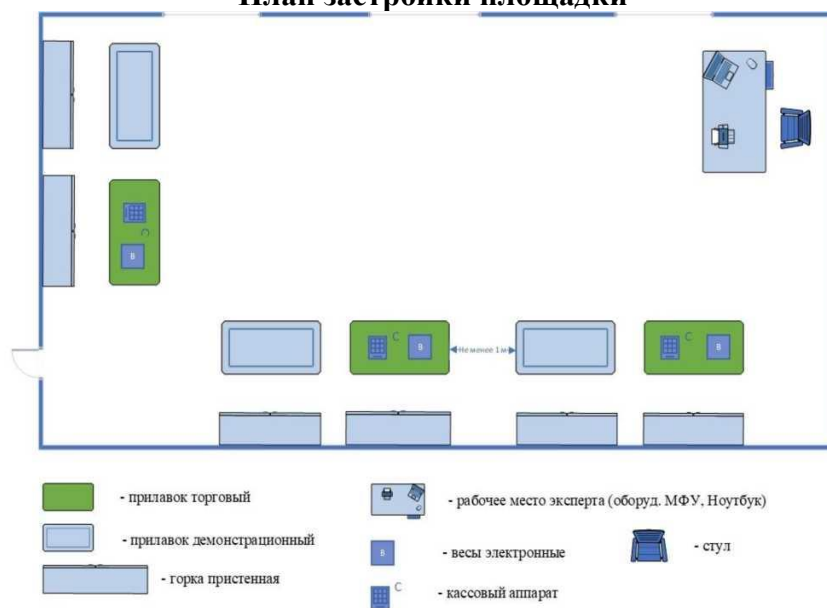 План застройки площадки
B
Не менее 1м
C
B
C
B
- прилавок торговый
- прилавок демонстрационный
- горка пристенная
- рабочее место эксперта (оборуд. МФУ, Ноутбук)
B
- весы электронные
- стул
C
- кассовый аппарат